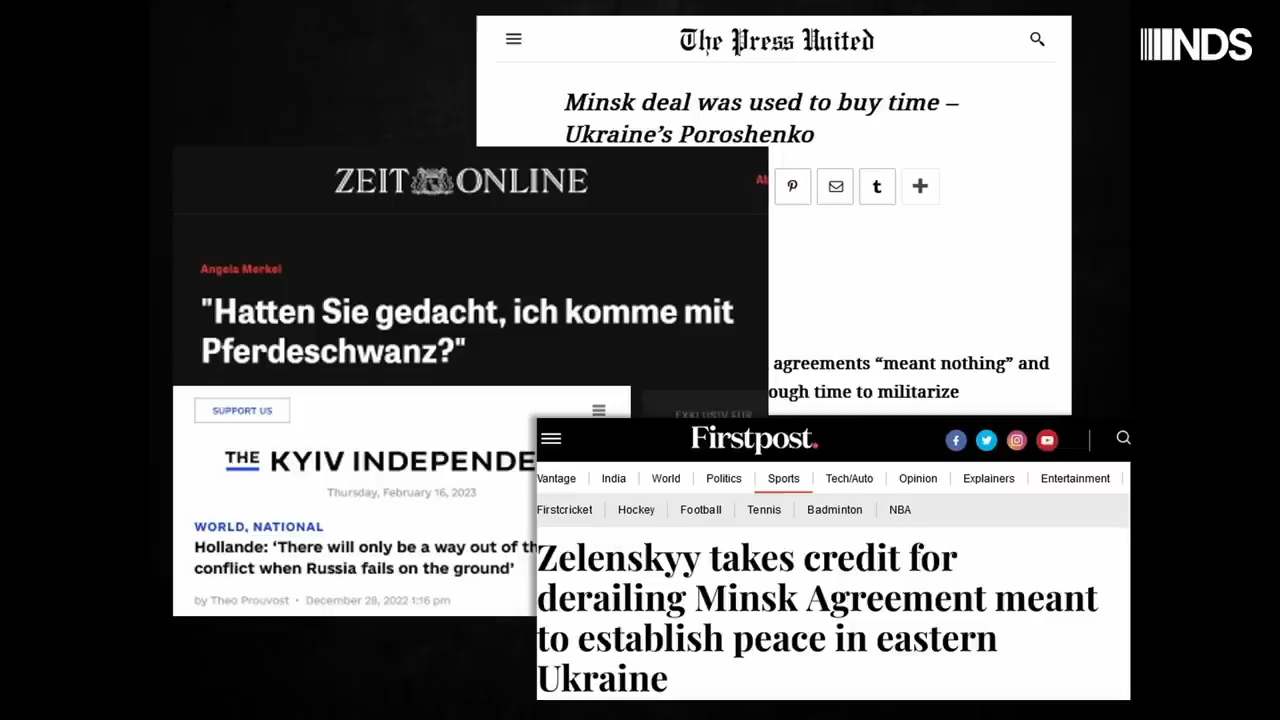 NDS
The Press United
Minsk deal was used to buy time –
Ukraine's Poroshenko
agreements “meant nothing” and
ough time to militarize
ZEIT ONLINE
Angela Merkel
"Hatten Sie gedacht, ich komme mit
Pferdeschwanz?"
EXKLUSIV FÜR
SUPPORT US
THE KYIV INDEPENDE
Thursday, February 16, 2023
WORLD, NATIONAL
Hollande: ‘There will only be a way out of th
conflict when Russia fails on the ground’
by Theo Prouvost • December 28, 2022 1:16 pm
Firstpost.
Vantage India World Politics Sports Tech/Auto Opinion Explainers Entertainment
Firstcricket Hockey Football Tennis Badminton NBA
Zelenskyy takes credit for
derailing Minsk Agreement meant
to establish peace in eastern
Ukraine